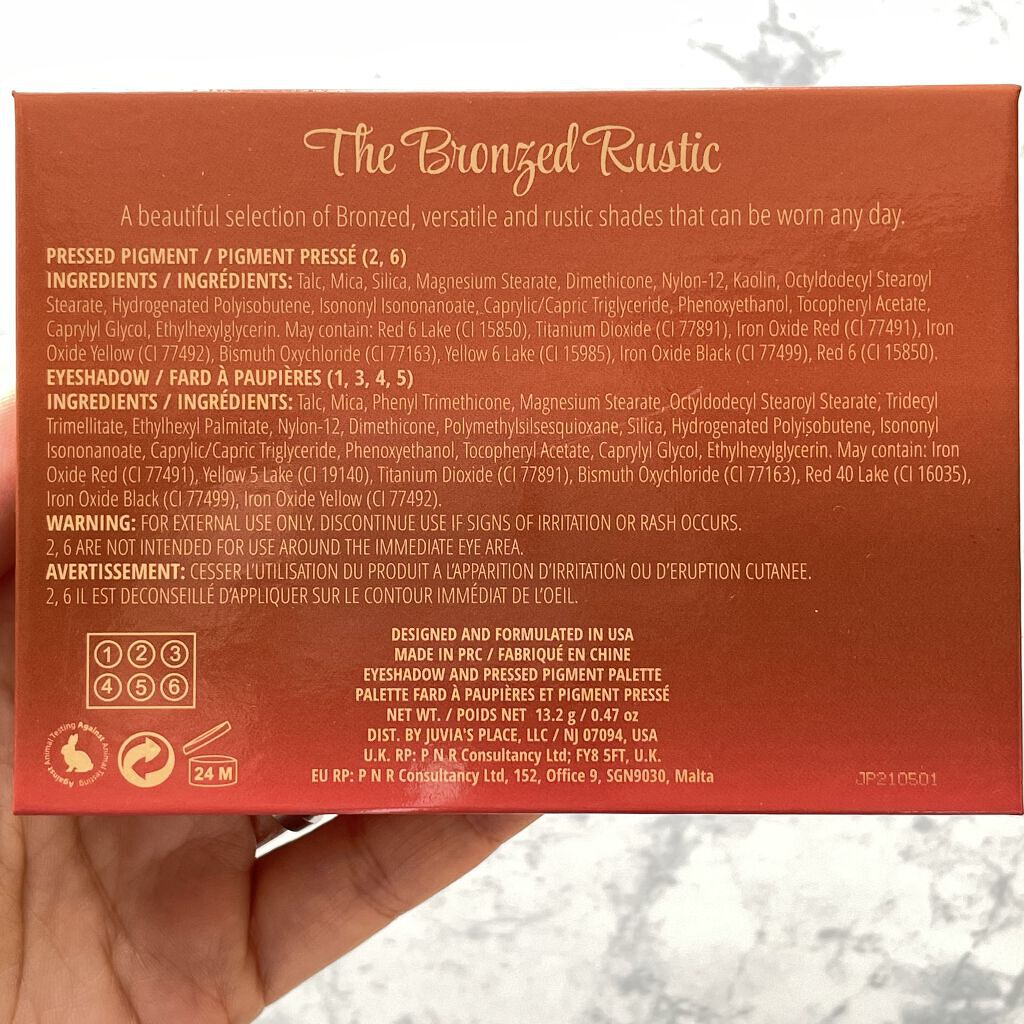 The Bronzed Rustic
A beautiful selection of Bronzed, versatile and rustic shades that can be worn any day.
PRESSED PIGMENT / PIGMENT PRESSÉ (2, 6)
INGREDIENTS / INGRÉDIENTS: Talc, Mica, Silica, Magnesium Stearate, Dimethicone, Nylon-12, Kaolin, Octyldodecyl Stearoyl
Stearate, Hydrogenated Polyisobutene, Isononyl Isononanoate, Caprylic/Capric Triglyceride, Phenoxyethanol, Tocopheryl Acetate,
Caprylyl Glycol, Ethylhexylglycerin. May contain: Red 6 Lake (CI 15850), Titanium Dioxide (CI 77891), Iron Oxide Red (CI 77491), Iron
Oxide Yellow (CI 77492), Bismuth Oxychloride (CI 77163), Yellow 6 Lake (CI 15985), Iron Oxide Black (CI 77499), Red 6 (CI 15850).
EYESHADOW / FARD À PAUPIÈRES (1, 3, 4, 5)
INGREDIENTS / INGRÉDIENTS: Talc, Mica, Phenyl Trimethicone, Magnesium Stearate, Octyldodecyl Stearoyl Stearate, Tridecyl
Trimellitate, Ethylhexyl Palmitate, Nylon-12, Dimethicone, Polymethylsilsesquioxane, Silica, Hydrogenated Polyisobutene, Isononyl
Isononanoate, Caprylic/Capric Triglyceride, Phenoxyethanol, Tocopheryl Acetate, Caprylyl Glycol, Ethylhexylglycerin. May contain: Iron
Oxide Red (CI 77491), Yellow 5 Lake (CI 19140), Titanium Dioxide (CI 77891), Bismuth Oxychloride (CI 77163), Red 40 Lake (CI 16035),
Iron Oxide Black (CI 77499), Iron Oxide Yellow (CI 77492).
WARNING: FOR EXTERNAL USE ONLY. DISCONTINUE USE IF SIGNS OF IRRITATION OR RASH OCCURS.
2, 6 ARE NOT INTENDED FOR USE AROUND THE IMMEDIATE EYE AREA.
AVERTISSEMENT: CESSER L'UTILISATION DU PRODUIT A L'APPARITION D'IRRITATION OU D'ERUPTION CUTANEE.
2, 6 IL EST DECONSEILLÉ D'APPLIQUER SUR LE CONTOUR IMMÉDIAT DE L'OEIL.
1 2 3
4 5 6
DESIGNED AND FORMULATED IN USA
MADE IN PRC / FABRIQUÉ EN CHINE
EYESHADOW AND PRESSED PIGMENT PALETTE
PALETTE FARD À PAUPIÈRES ET PIGMENT PRESSÉ
NET WT. / POIDS NET 13.2 g / 0.47 oz
DIST. BY JUVIA'S PLACE, LLC / NJ 07094, USA
U.K. RP: P N R Consultancy Ltd; FY8 5FT, U.K.
EU RP: P N R Consultancy Ltd, 152, Office 9, SGN9030, Malta
Against Animal Testing Against Animal Testing
24 M
JP210501